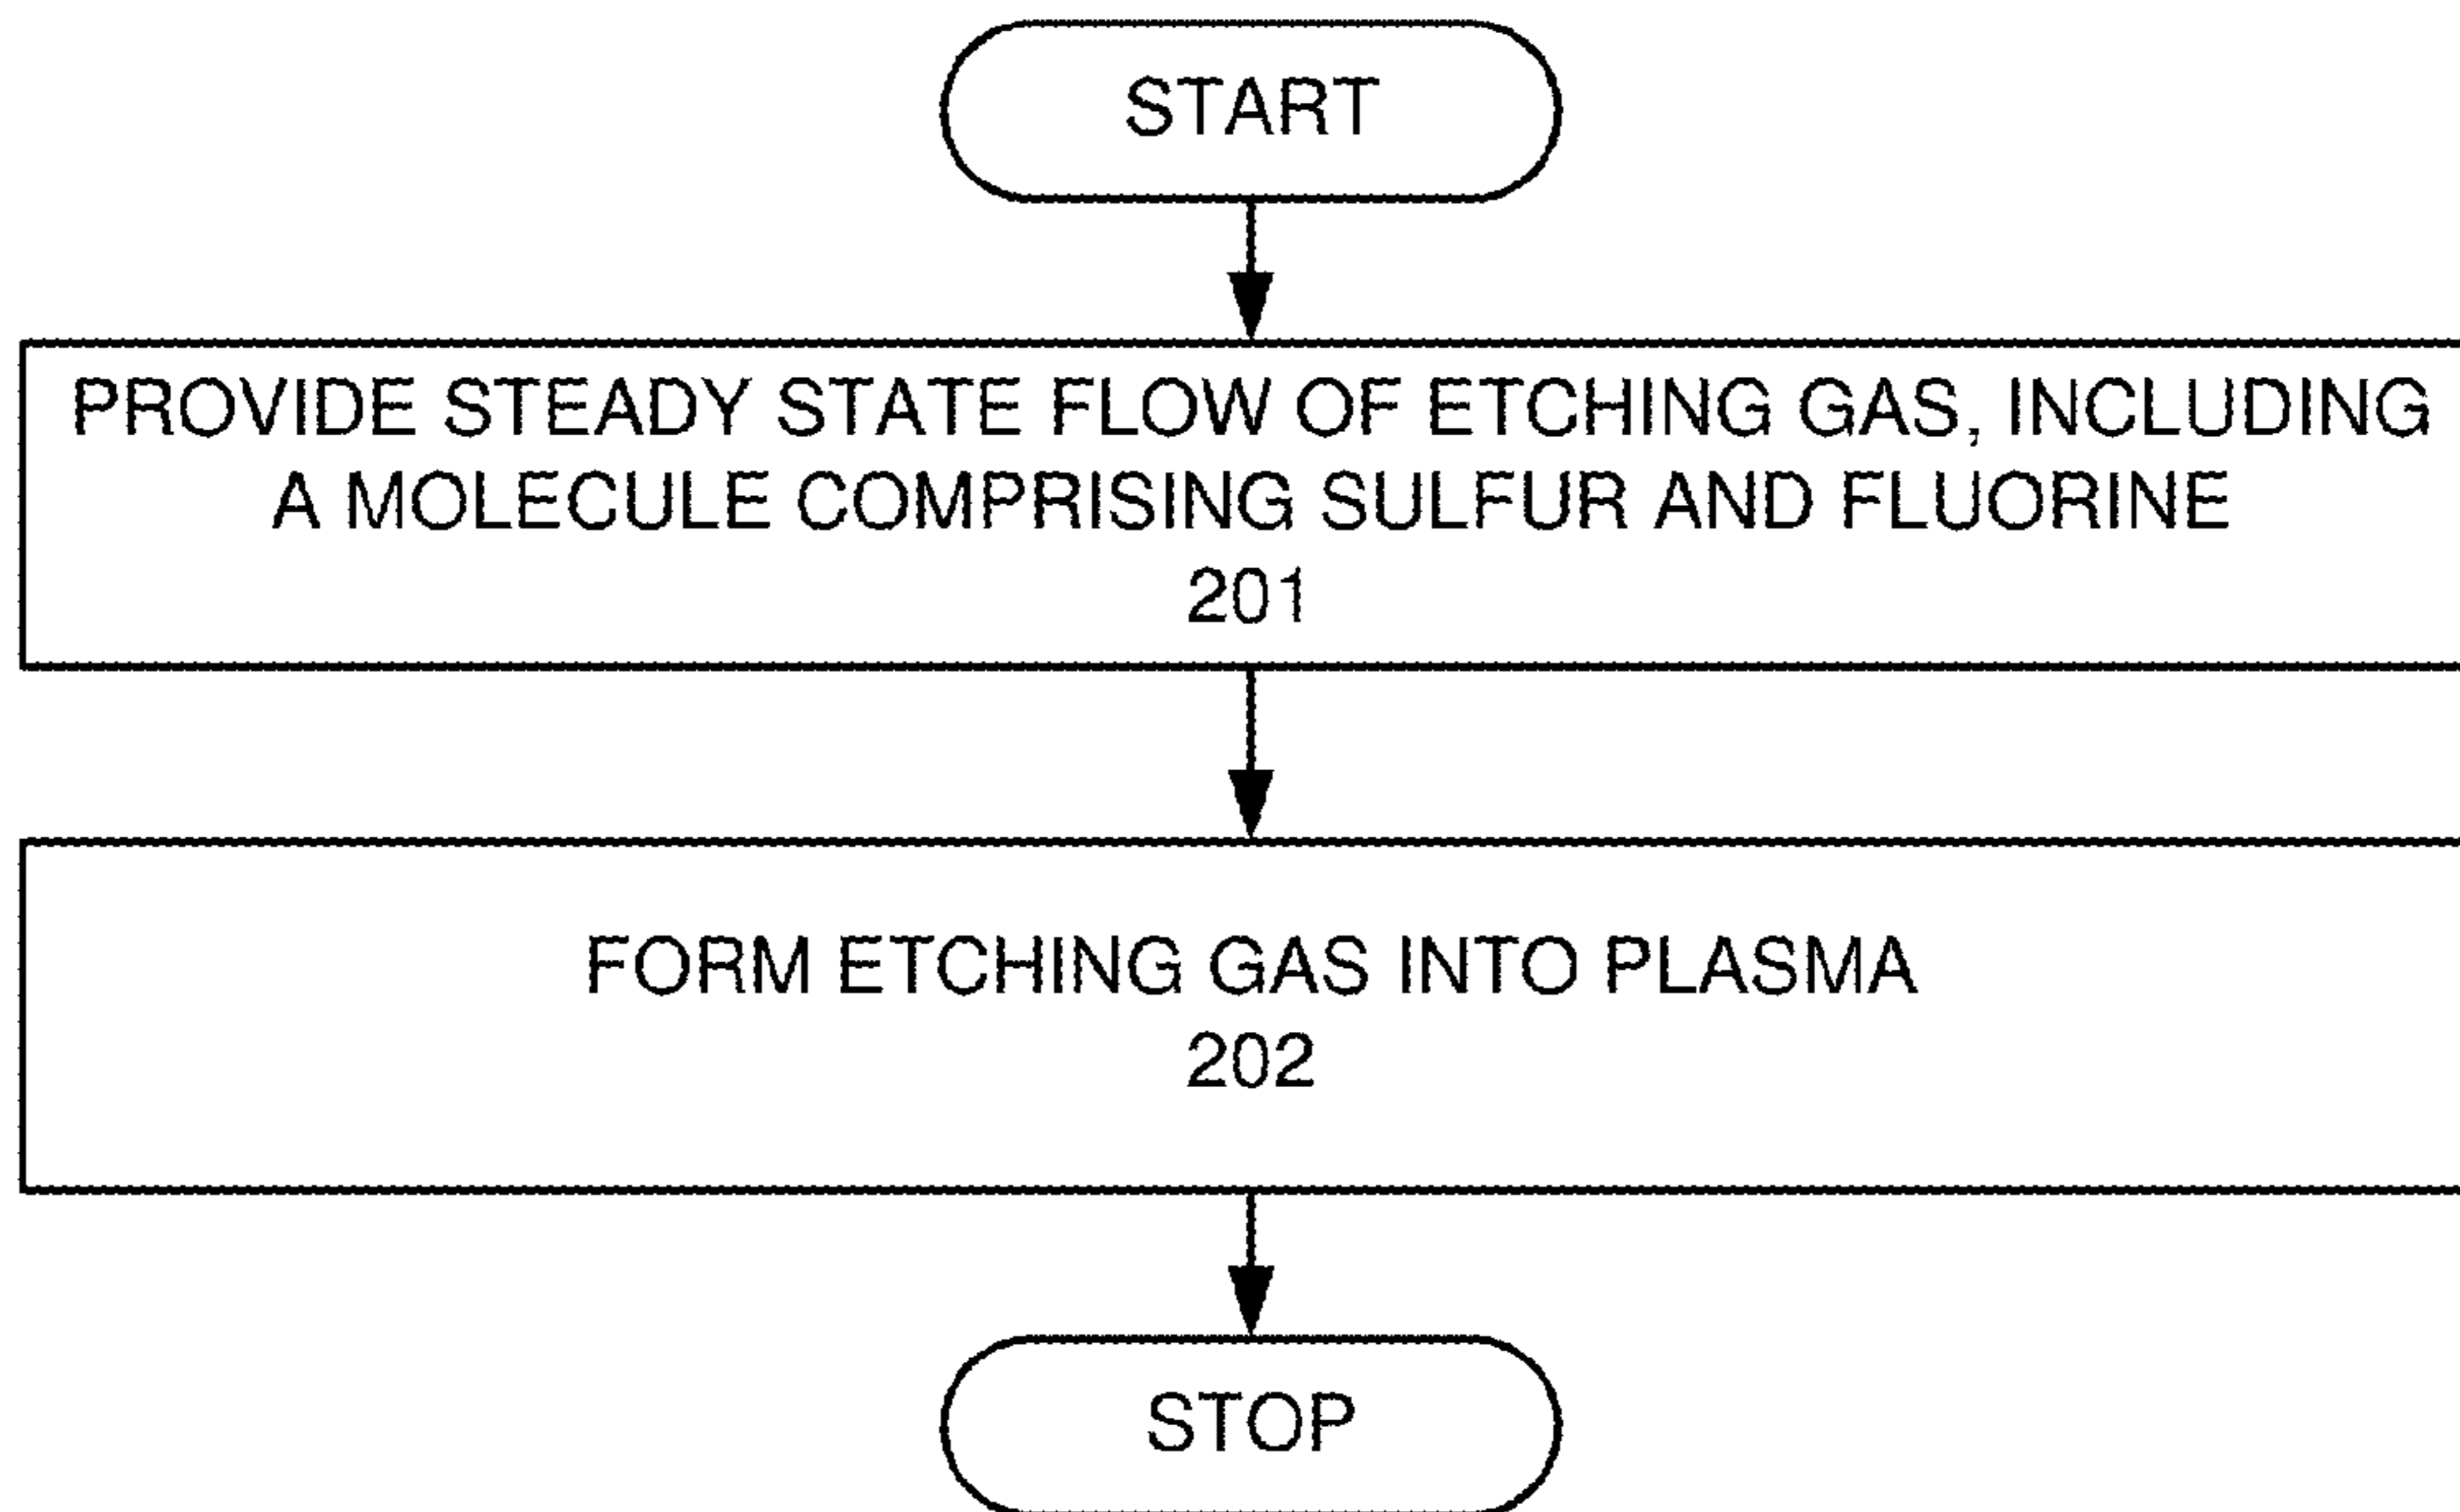 START
PROVIDE STEADY STATE FLOW OF ETCHING GAS, INCLUDING
A MOLECULE COMPRISING SULFUR AND FLUORINE
201
FORM ETCHING GAS INTO PLASMA
202
STOP